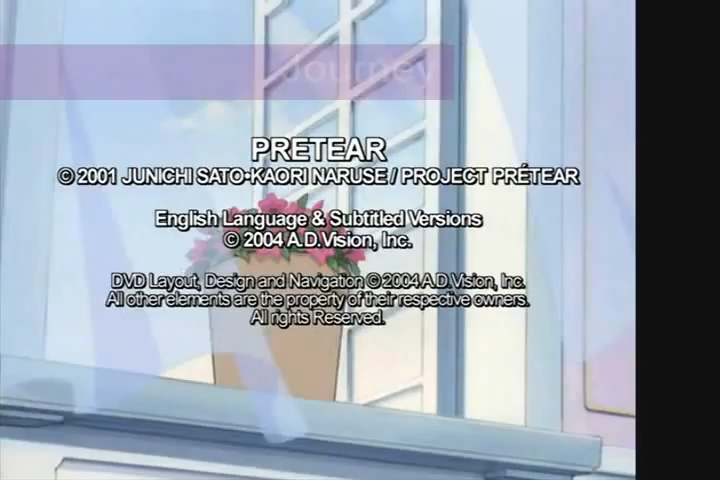 Journey
PRETEAR
© 2001 JUNICHI SATO•KAORI NARUSE / PROJECT PRÉTEAR
English Language & Subtitled Versions
© 2004 A.D.Vision, Inc.
DVD Layout, Design and Navigation © 2004 A.D.Vision, Inc.
All other elements are the property of their respective owners.
All rights Reserved.